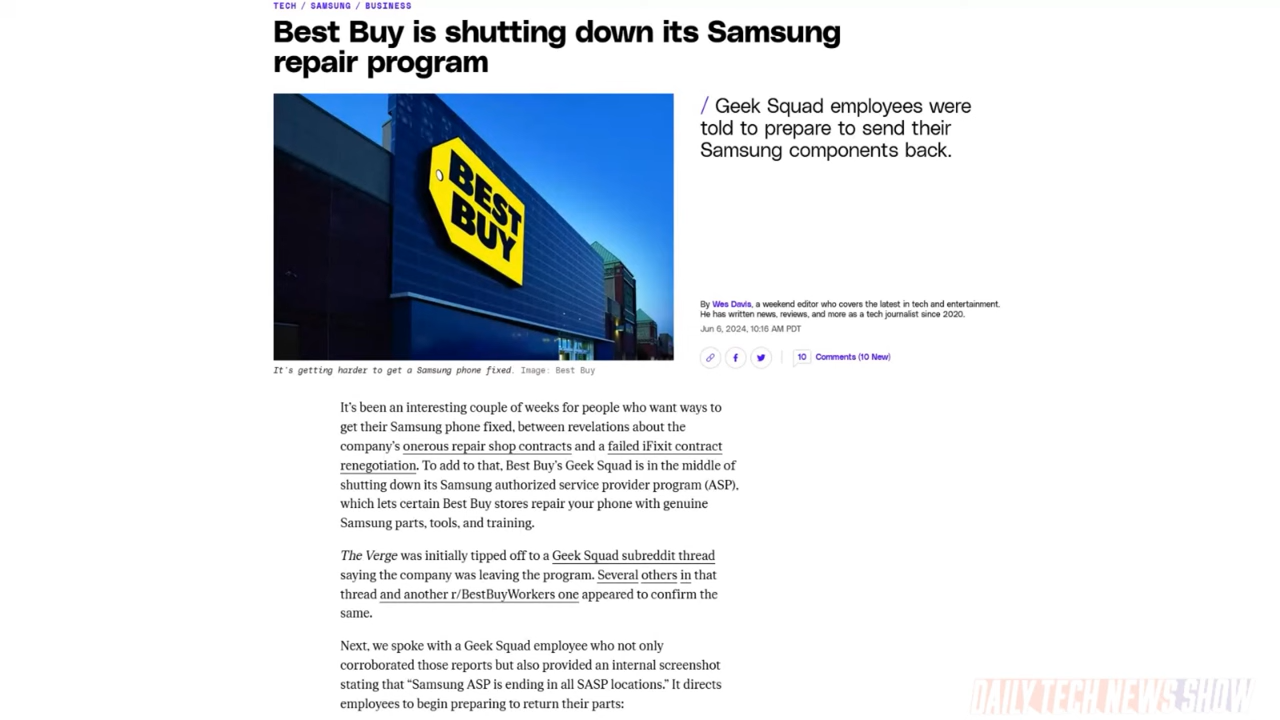 TECH / SAMSUNG / BUSINESS
Best Buy is shutting down its Samsung
repair program
BEST
BUY
/ Geek Squad employees were
told to prepare to send their
Samsung components back.
By Wes Davis, a weekend editor who covers the latest in tech and entertainment.
He has written news, reviews, and more as a tech journalist since 2020.
Jun 6, 2024, 10:16 AM PDT
10 Comments (10 New)
It's getting harder to get a Samsung phone fixed. Image: Best Buy
It’s been an interesting couple of weeks for people who want ways to
get their Samsung phone fixed, between revelations about the
company’s onerous repair shop contracts and a failed iFixit contract
renegotiation. To add to that, Best Buy’s Geek Squad is in the middle of
shutting down its Samsung authorized service provider program (ASP),
which lets certain Best Buy stores repair your phone with genuine
Samsung parts, tools, and training.
The Verge was initially tipped off to a Geek Squad subreddit thread
saying the company was leaving the program. Several others in that
thread and another r/BestBuyWorkers one appeared to confirm the
same.
Next, we spoke with a Geek Squad employee who not only
corroborated those reports but also provided an internal screenshot
stating that “Samsung ASP is ending in all SASP locations.” It directs
employees to begin preparing to return their parts:
DAILY TECH NEWS SHOW